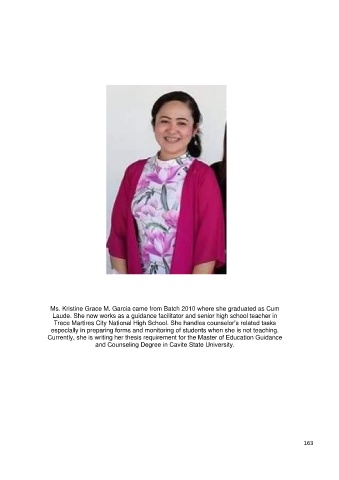 Ms. Kristine Grace M. Garcia came from Batch 2010 where she graduated as Cum
Laude. She now works as a guidance facilitator and senior high school teacher in
Trece Martires City National High School. She handles counselor's related tasks
especially in preparing forms and monitoring of students when she is not teaching.
Currently, she is writing her thesis requirement for the Master of Education Guidance
and Counseling Degree in Cavite State University.
163